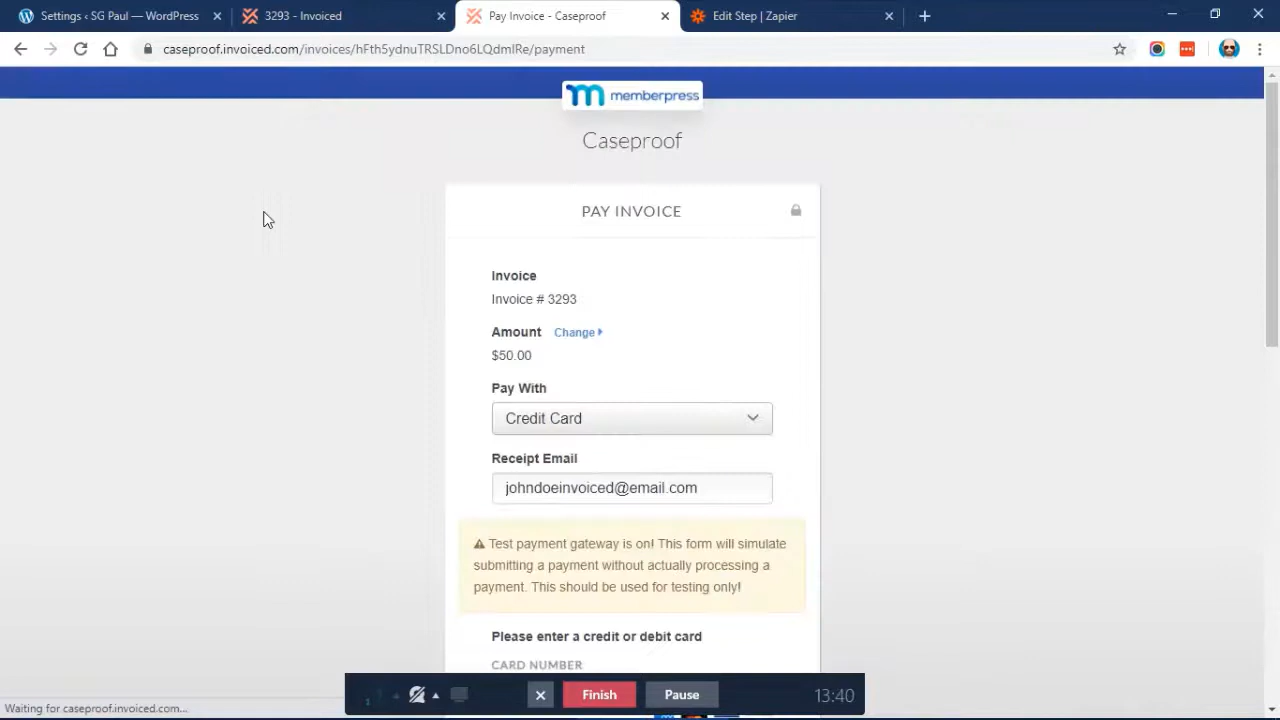 Settings ‹ SG Paul — WordPress
3293 - Invoiced
Pay Invoice - Caseproof
Edit Step | Zapier
caseproof.invoiced.com/invoices/hFth5ydnuTRSLDno6LQdmIRe/payment
memberpress
Caseproof
PAY INVOICE
Invoice
Invoice # 3293
Amount Change
$50.00
Pay With
Credit Card
Receipt Email
johndoeinvoiced@email.com
Test payment gateway is on! This form will simulate
submitting a payment without actually processing a
payment. This should be used for testing only!
Please enter a credit or debit card
CARD NUMBER
Finish
Pause
13:40
Waiting for caseproof.invoiced.com...